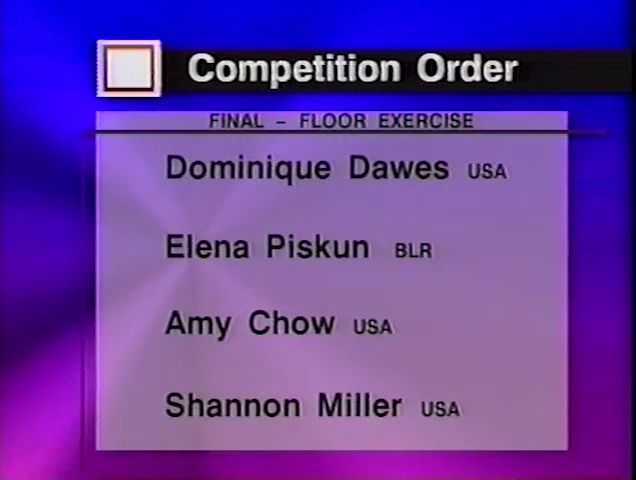 Competition Order
FINAL - FLOOR EXERCISE
Dominique Dawes USA
Elena Piskun BLR
Amy Chow USA
Shannon Miller USA